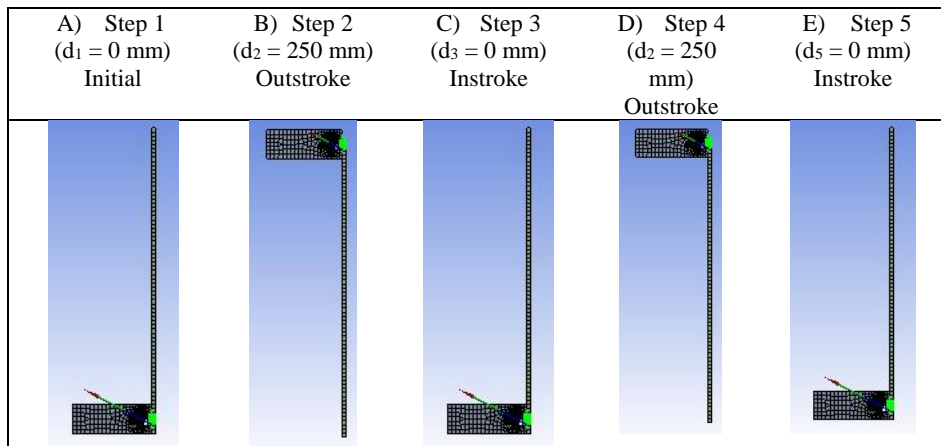 A) Step 1
(d₁ = 0 mm)
Initial
B) Step 2
(d₂ = 250 mm)
Outstroke
C) Step 3
(d₃ = 0 mm)
Instroke
D) Step 4
(d₂ = 250
mm)
Outstroke
E) Step 5
(d₅ = 0 mm)
Instroke